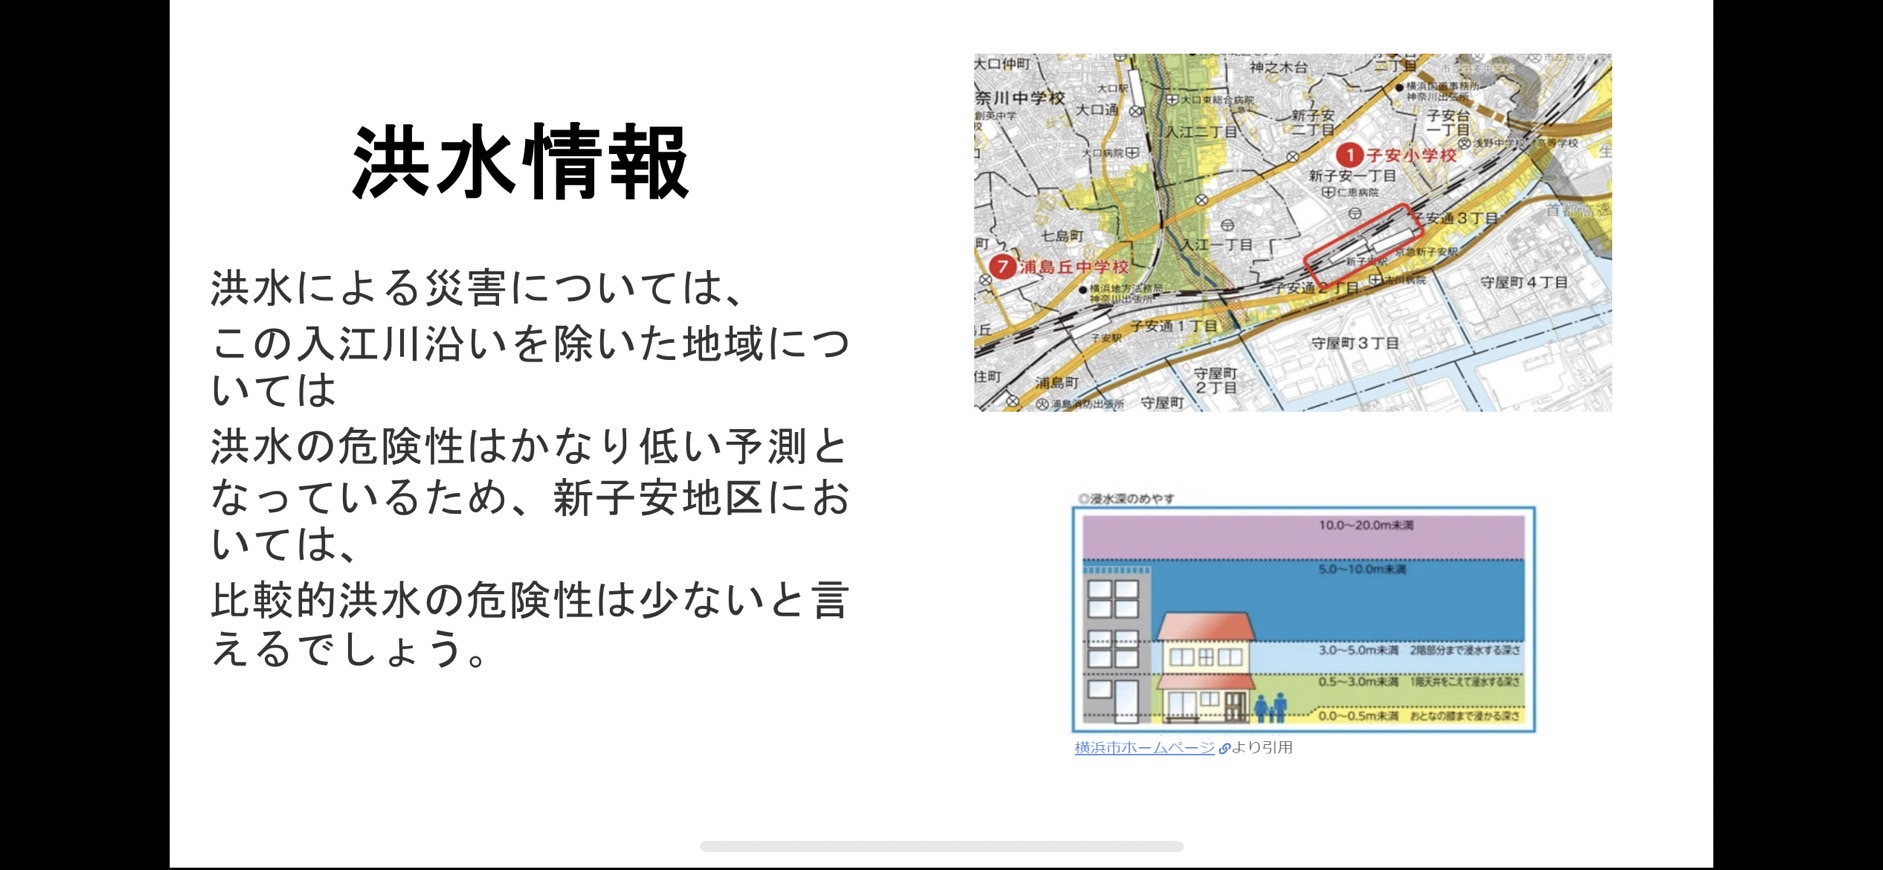 洪水情報
洪水による災害については、
この入江川沿いを除いた地域につ
いては
洪水の危険性はかなり低い予測と
なっているため、新子安地区にお
いては、
比較的洪水の危険性は少ないと言
えるでしょう。
大口仲町
神之木台
二丁目
奈川中学校
創英中学
大口駅
大口通
大口東総合病院
横浜国道事務所
神奈川出張所
新子安
二丁目
子安台
一丁目
入江二丁目
大口病院
浅野中学校
高等学校
1 子安小学校
新子安一丁目
仁恵病院
首都高速
七島町
入江一丁目
子安通3丁目
京急新子安駅
新子安駅
7 浦島丘中学校
横浜地方法務局
神奈川出張所
子安通2丁目
古川病院
守屋町4丁目
子安通1丁目
子安駅
守屋町3丁目
住町
浦島町
守屋町
2丁目
浦島消防出張所
守屋町
◎浸水深のめやす
10.0〜20.0m未満
5.0〜10.0m未満
3.0〜5.0m未満 2階部分まで浸水する深さ
0.5〜3.0m未満 1階天井をこえて浸水する深さ
0.0〜0.5m未満 おとなの膝まで浸かる深さ
横浜市ホームページ より引用